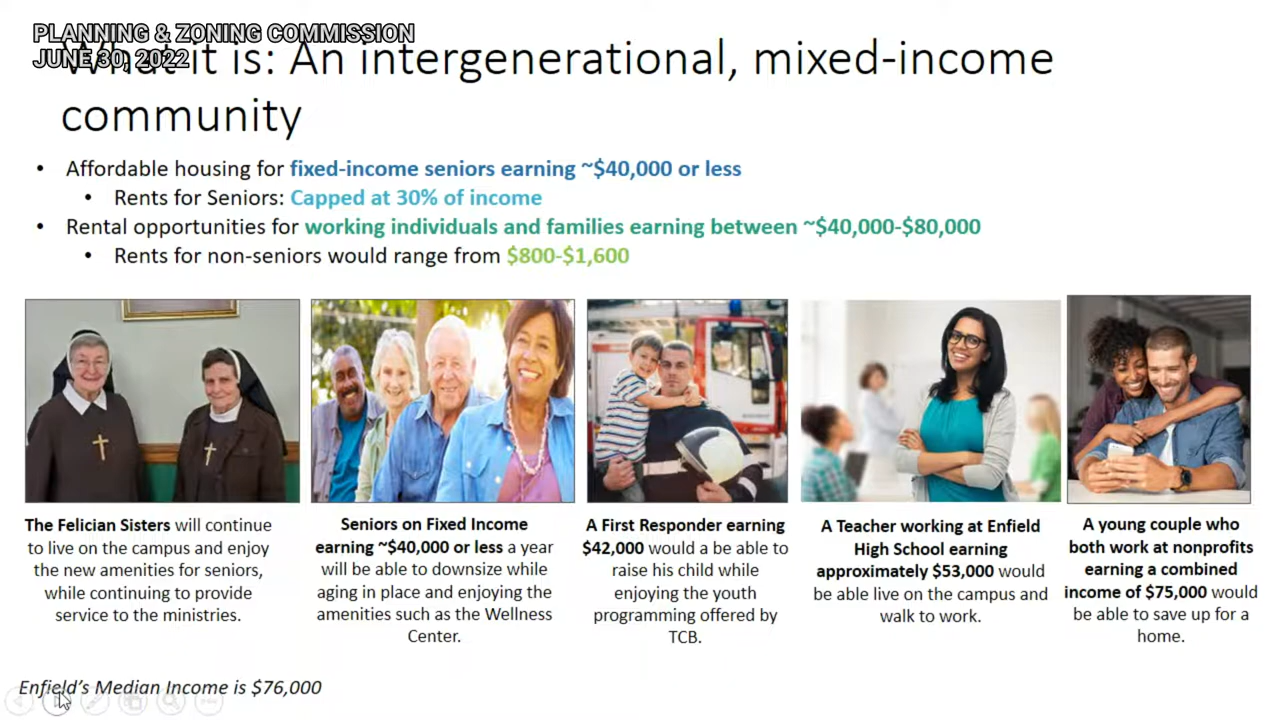 PLANNING & ZONING COMMISSION
JUNE 30, 2022
What it is: An intergenerational, mixed-income
community
• Affordable housing for fixed-income seniors earning ~$40,000 or less
• Rents for Seniors: Capped at 30% of income
• Rental opportunities for working individuals and families earning between ~$40,000-$80,000
• Rents for non-seniors would range from $800-$1,600
The Felician Sisters will continue
to live on the campus and enjoy
the new amenities for seniors,
while continuing to provide
service to the ministries.
Seniors on Fixed Income
earning ~$40,000 or less a year
will be able to downsize while
aging in place and enjoying the
amenities such as the Wellness
Center.
A First Responder earning
$42,000 would a be able to
raise his child while
enjoying the youth
programming offered by
TCB.
A Teacher working at Enfield
High School earning
approximately $53,000 would
be able live on the campus and
walk to work.
A young couple who
both work at nonprofits
earning a combined
income of $75,000 would
be able to save up for a
home.
Enfield's Median Income is $76,000